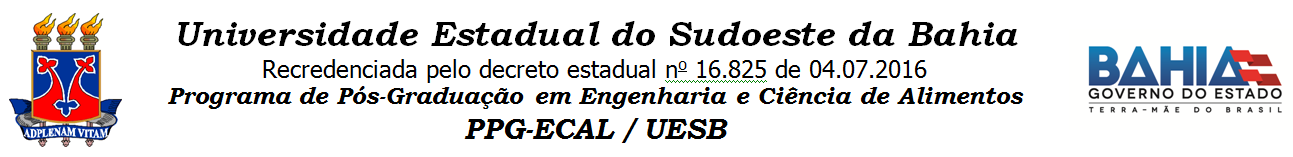 Universidade Estadual do Sudoeste da Bahia
Recredenciada pelo decreto estadual nº 16.825 de 04.07.2016
Programa de Pós-Graduação em Engenharia e Ciência de Alimentos
PPG-ECAL / UESB
ADPLENAM VITAM
BAHIA
GOVERNO DO ESTADO
TERRA-MÃE DO BRASIL